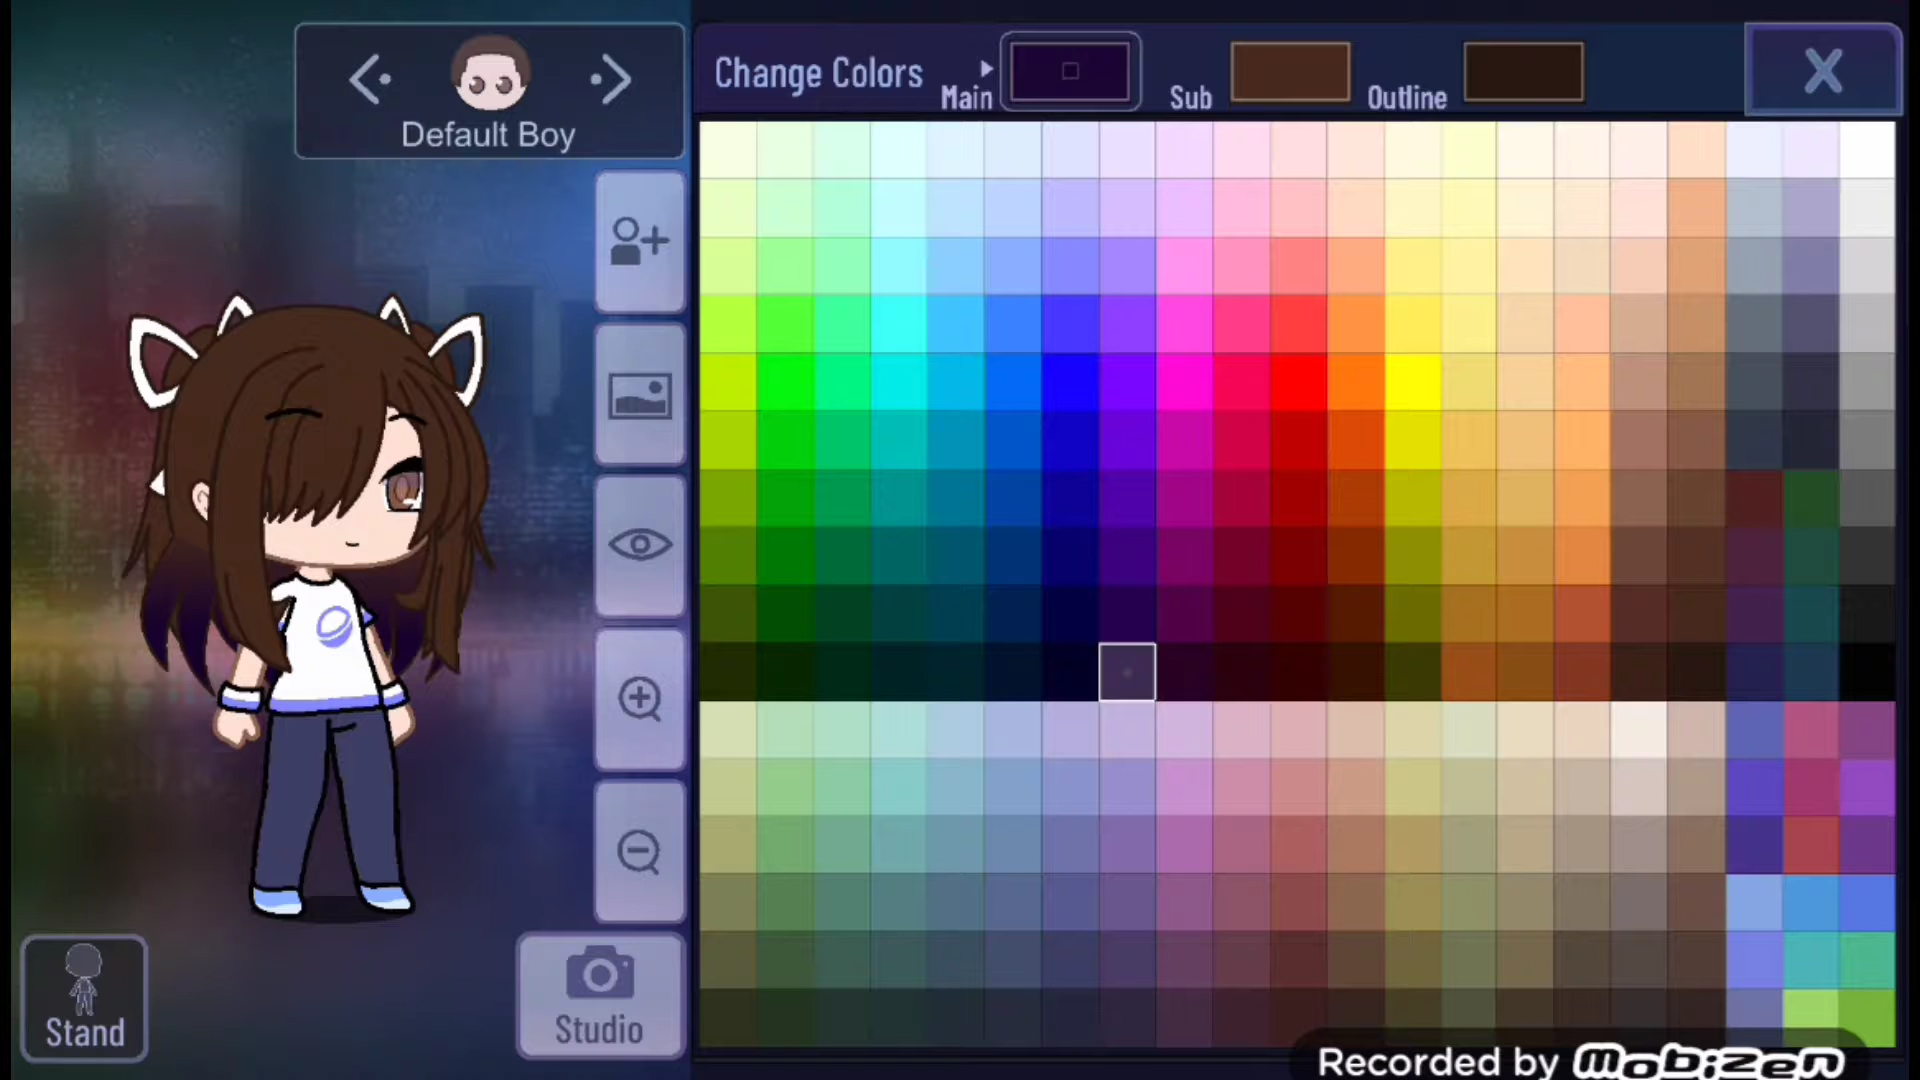 Default Boy
Change Colors
Main
Sub
Outline
X
Stand
Studio
Recorded by mobizen